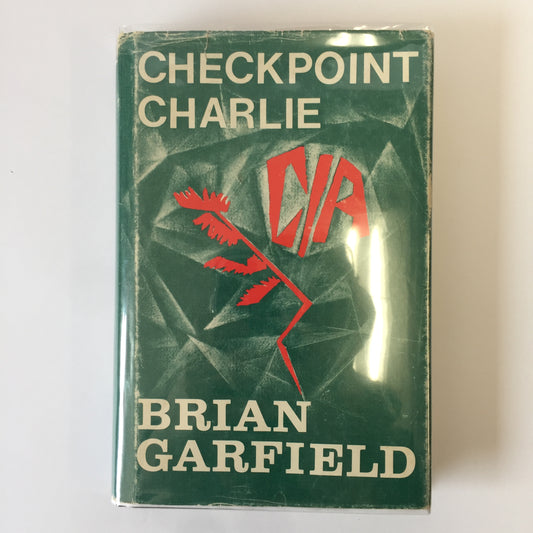 CHECKPOINT
CHARLIE
CIA
BRIAN
GARFIELD